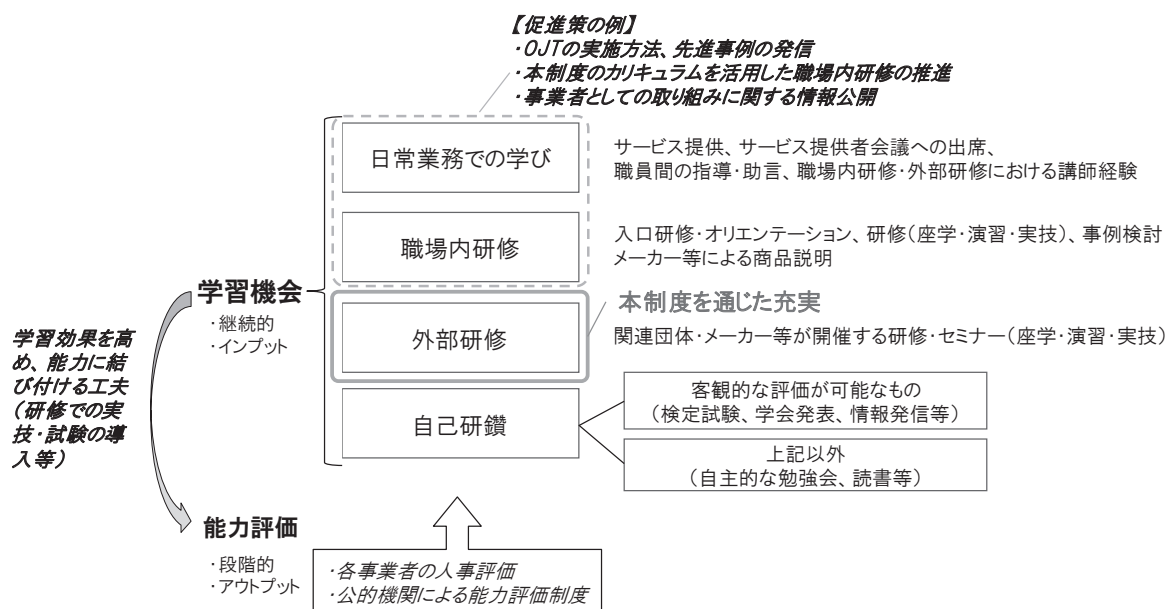 【促進策の例】
・OJTの実施方法、先進事例の発信
・本制度のカリキュラムを活用した職場内研修の推進
・事業者としての取り組みに関する情報公開
日常業務での学び
サービス提供、サービス提供者会議への出席、
職員間の指導・助言、職場内研修・外部研修における講師経験
職場内研修
入口研修・オリエンテーション、研修（座学・演習・実技）、事例検討
メーカー等による商品説明
学習機会
・継続的
・インプット
本制度を通じた充実
外部研修
関連団体・メーカー等が開催する研修・セミナー（座学・演習・実技）
学習効果を高
め、能力に結
び付ける工夫
（研修での実
技・試験の導
入等）
自己研鑽
客観的な評価が可能なもの
（検定試験、学会発表、情報発信等）
上記以外
（自主的な勉強会、読書等）
能力評価
・段階的
・アウトプット
・各事業者の人事評価
・公的機関による能力評価制度